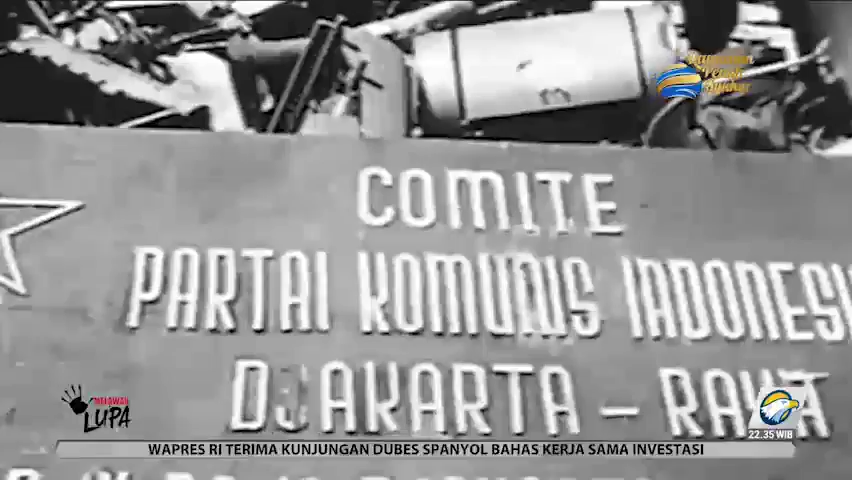 COMITE
PARTAI KOMUNIS INDONESI
DJAKARTA - RAYA
MELAWAN
LUPA
22.35 WIB
WAPRES RI TERIMA KUNJUNGAN DUBES SPANYOL BAHAS KERJA SAMA INVESTASI